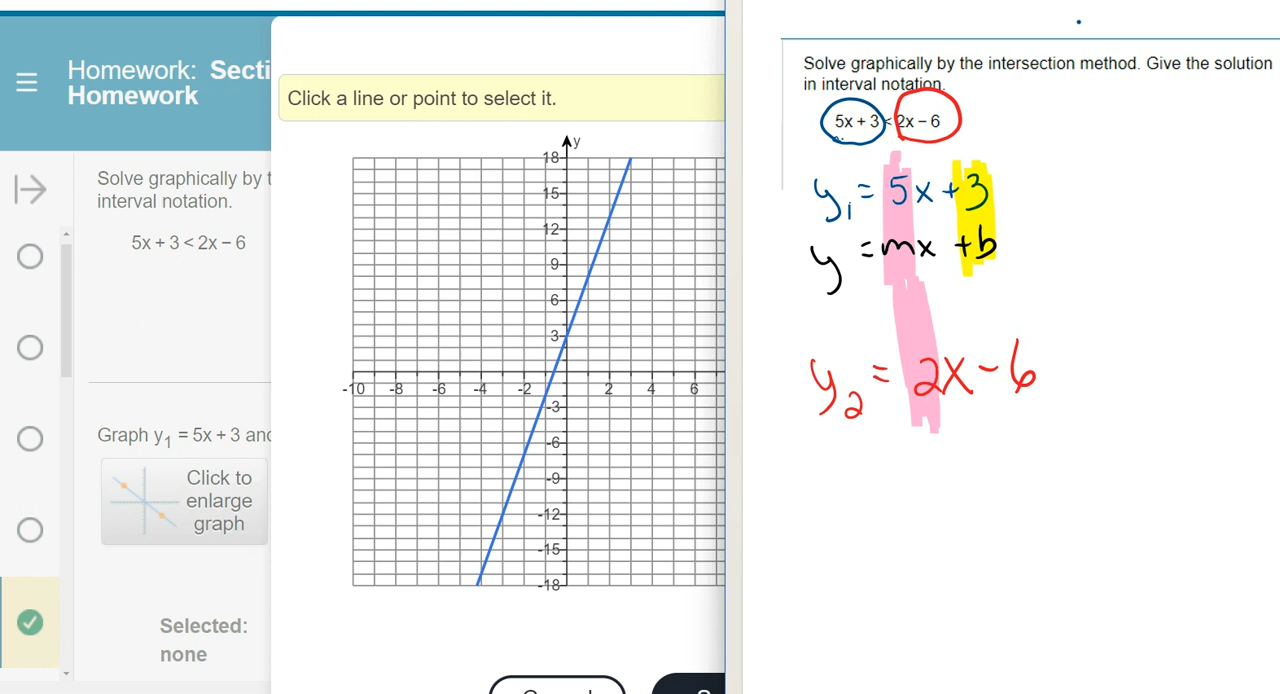 Homework: Secti
Homework
Solve graphically by t
interval notation.
5x + 3 < 2x − 6
Graph y₁ = 5x + 3 and
Click to
enlarge
graph
Selected:
none
Click a line or point to select it.
y
18
15
12
9
6
3
-10 -8 -6 -4 -2 2 4 6
-3
-6
-9
-12
-15
-18
Solve graphically by the intersection method. Give the solution
in interval notation.
5x + 3 < 2x − 6
y₁ = 5x + 3
y = mx + b
y₂ = 2x − 6